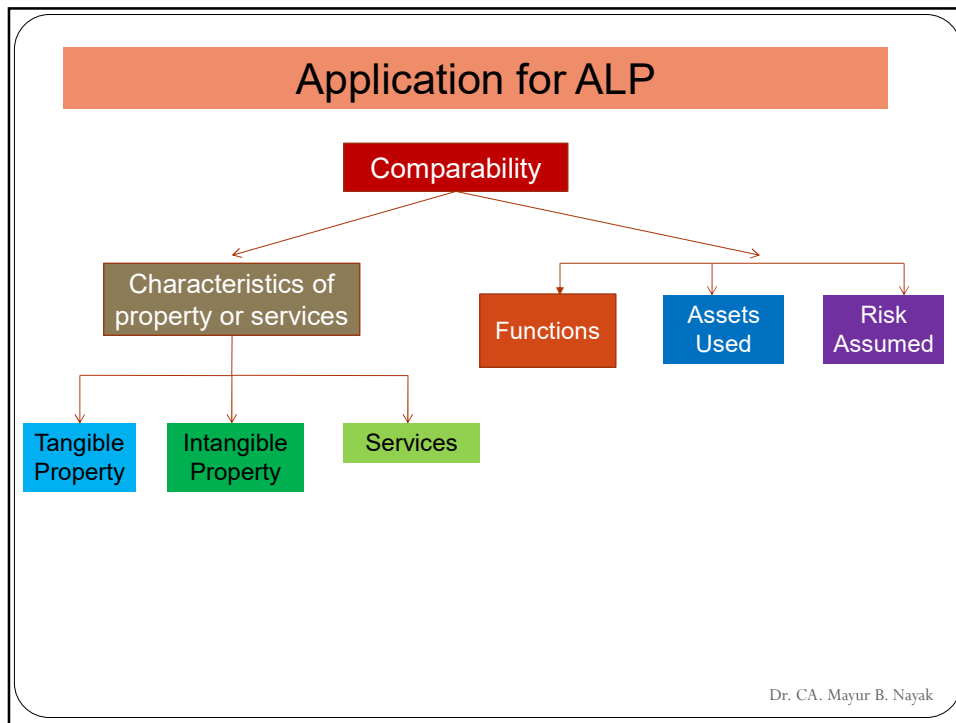 Application for ALP
Comparability
Characteristics of
property or services
Functions
Assets
Used
Risk
Assumed
Tangible
Property
Intangible
Property
Services
Dr. CA. Mayur B. Nayak